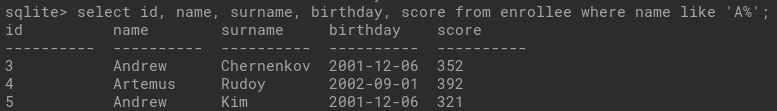 sqlite> select id, name, surname, birthday, score from enrollee where name like 'A%';
id          name        surname     birthday    score
----------  ----------  ----------  ----------  ----------
3           Andrew      Chernenkov  2001-12-06  352
4           Artemus     Rudoy       2002-09-01  392
5           Andrew      Kim         2001-12-06  321